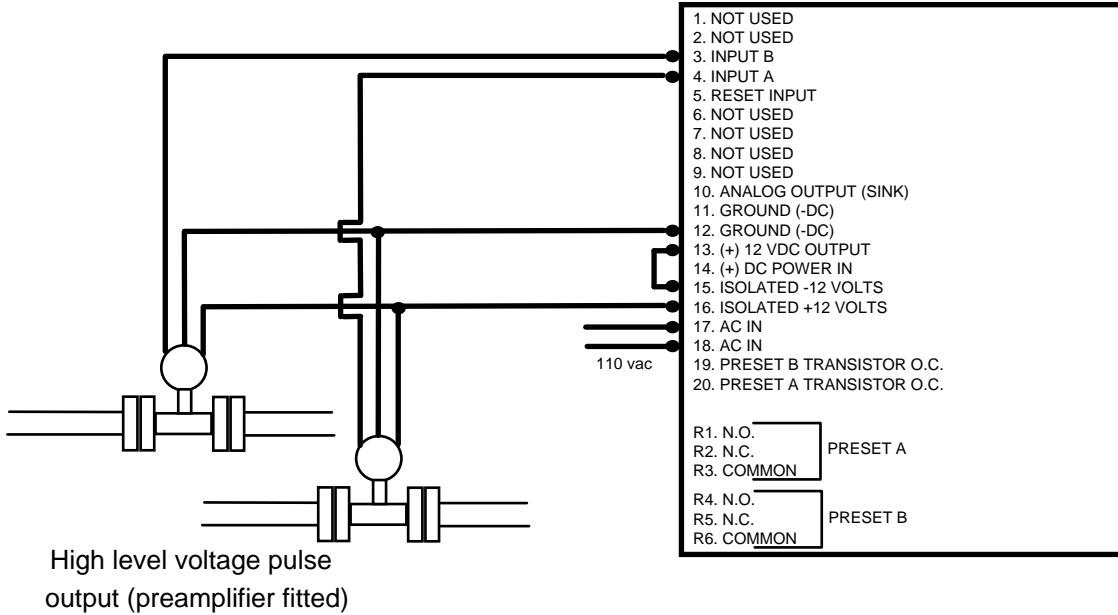 1. NOT USED
2. NOT USED
3. INPUT B
4. INPUT A
5. RESET INPUT
6. NOT USED
7. NOT USED
8. NOT USED
9. NOT USED
10. ANALOG OUTPUT (SINK)
11. GROUND (-DC)
12. GROUND (-DC)
13. (+) 12 VDC OUTPUT
14. (+) DC POWER IN
15. ISOLATED -12 VOLTS
16. ISOLATED +12 VOLTS
17. AC IN
18. AC IN
110 vac
19. PRESET B TRANSISTOR O.C.
20. PRESET A TRANSISTOR O.C.
R1. N.O.
R2. N.C.
R3. COMMON
PRESET A
R4. N.O.
R5. N.C.
R6. COMMON
PRESET B
High level voltage pulse
output (preamplifier fitted)